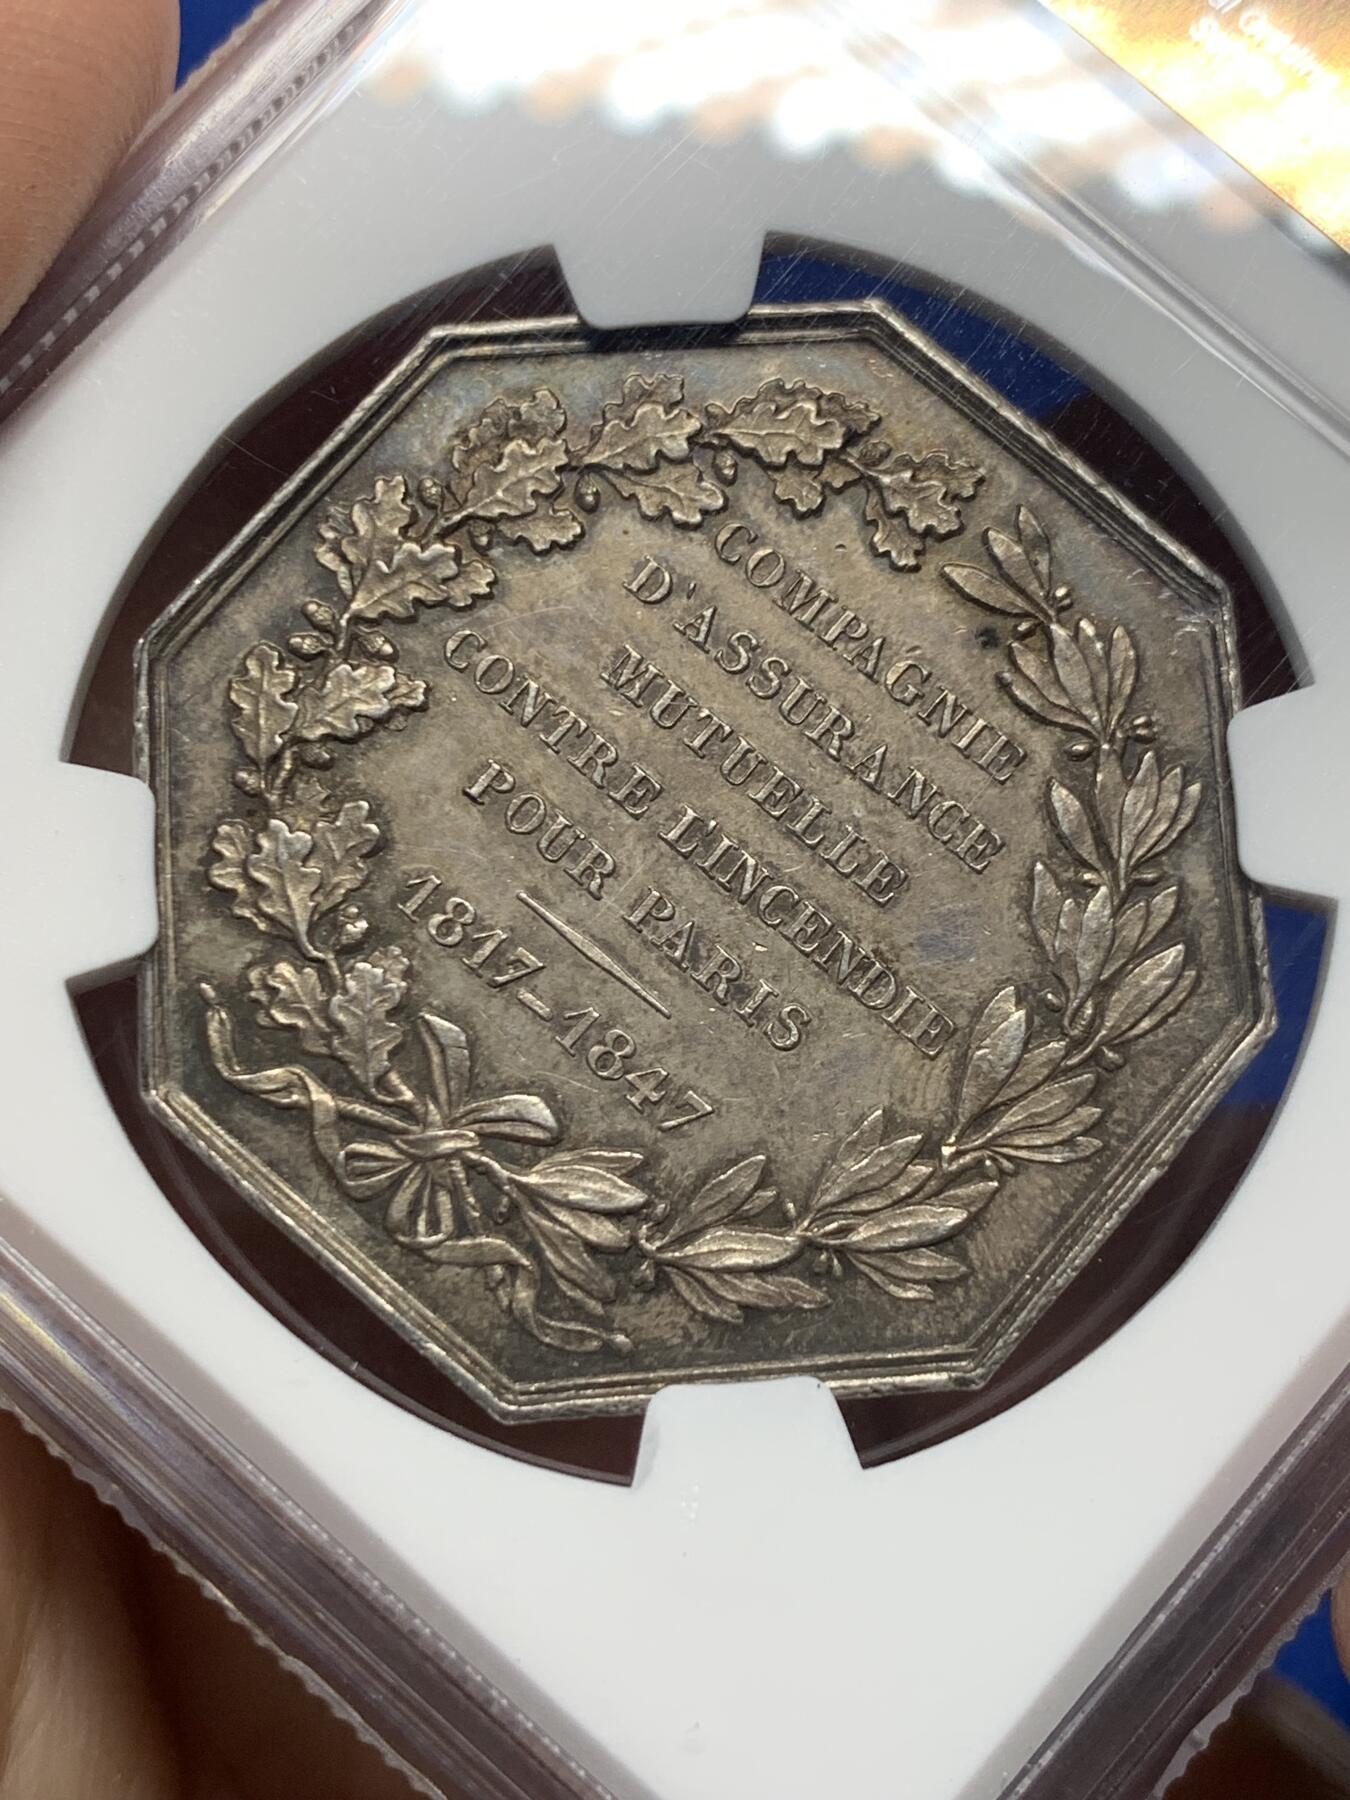 COMPAGNIE
D'ASSURANCE
MUTUELLE
CONTRE L'INCENDIE
POUR PARIS
1817–1847